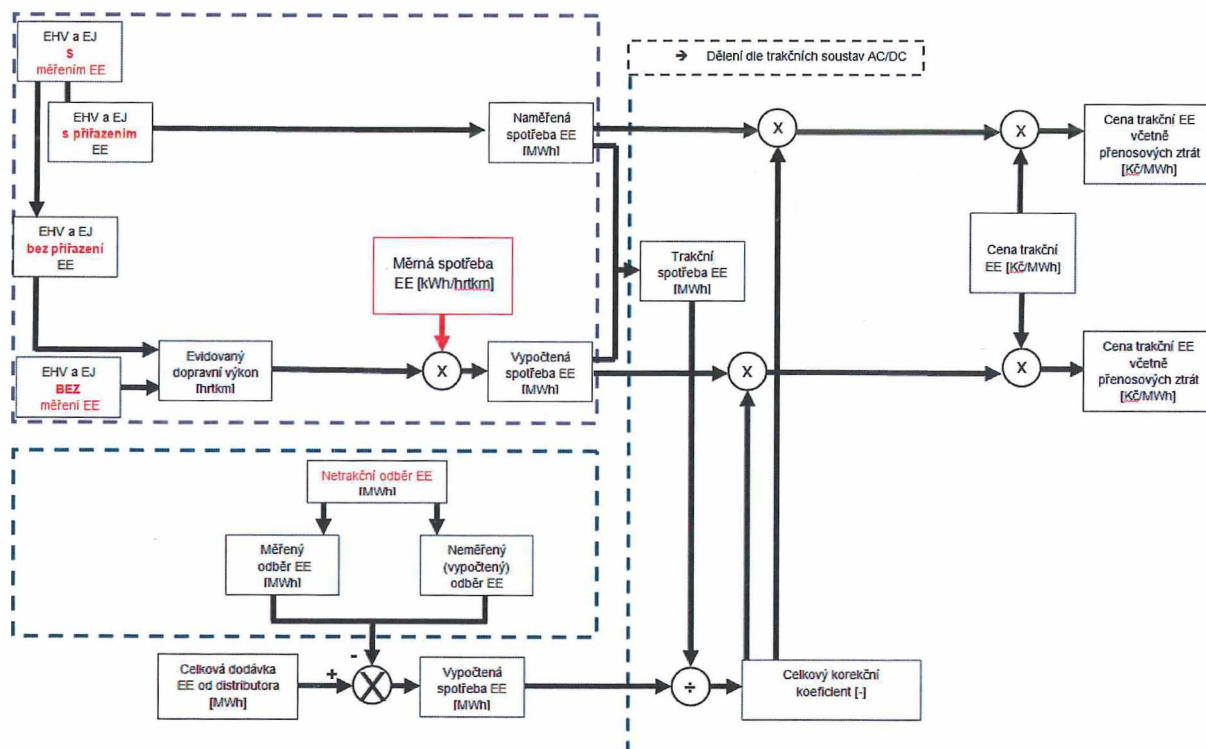 EHV a EJ
S
měřením EE
EHV a EJ
s přiřazením
EE
Naměřená
spotřeba EE
[MWh]
➔ Dělení dle trakčních soustav AC/DC
X
X
Cena trakční EE
včetně
přenosových ztrát
[Kč/MWh]
EHV a EJ
bez přiřazení
EE
Měrná spotřeba
EE [kWh/hrtkm]
Trakční
spotřeba EE
[MWh]
Cena trakční
EE [Kč/MWh]
EHV a EJ
BEZ
měření EE
Evidovaný
dopravní výkon
[hrtkm]
X
Vypočtená
spotřeba EE
[MWh]
X
X
Cena trakční EE
včetně
přenosových ztrát
[Kč/MWh]
Netrakční odběr EE
[MWh]
Měřený
odběr EE
[MWh]
Neměřený
(vypočtený)
odběr EE
Celková dodávka
EE od distributora
[MWh]
+
-
X
Vypočtená
spotřeba EE
[MWh]
÷
Celkový korekční
koeficient [-]